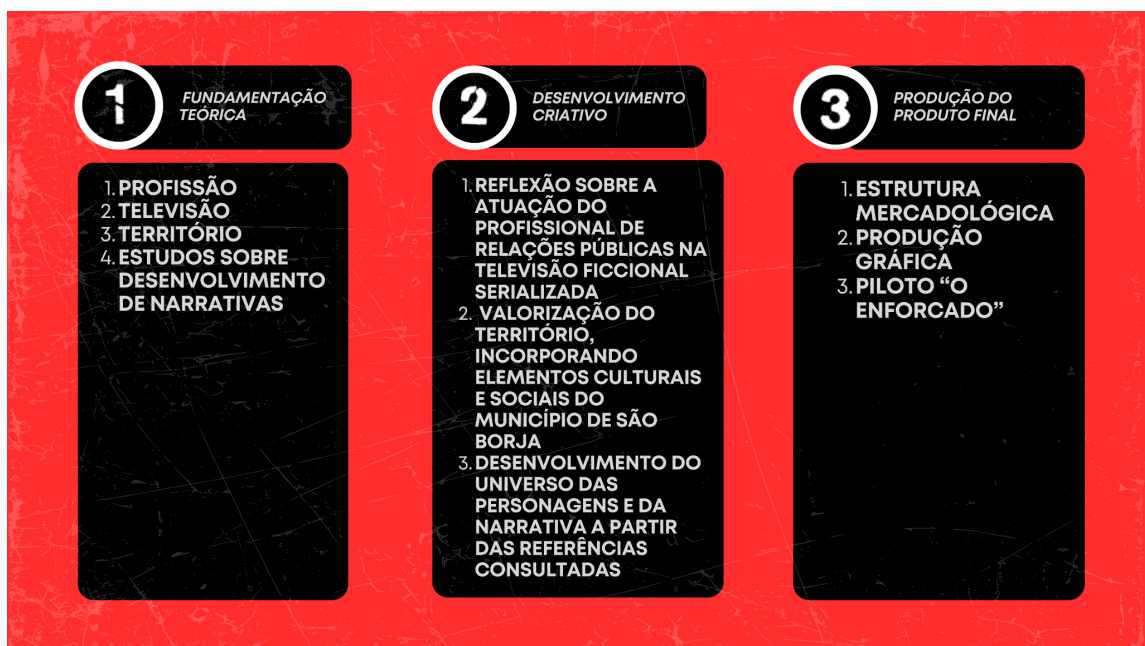 1
FUNDAMENTAÇÃO
TEÓRICA
1. PROFISSÃO
2. TELEVISÃO
3. TERRITÓRIO
4. ESTUDOS SOBRE
DESENVOLVIMENTO
DE NARRATIVAS
2
DESENVOLVIMENTO
CRIATIVO
1. REFLEXÃO SOBRE A
ATUAÇÃO DO
PROFISSIONAL DE
RELAÇÕES PÚBLICAS NA
TELEVISÃO FICCIONAL
SERIALIZADA
2. VALORIZAÇÃO DO
TERRITÓRIO,
INCORPORANDO
ELEMENTOS CULTURAIS
E SOCIAIS DO
MUNICÍPIO DE SÃO
BORJA
3. DESENVOLVIMENTO DO
UNIVERSO DAS
PERSONAGENS E DA
NARRATIVA A PARTIR
DAS REFERÊNCIAS
CONSULTADAS
3
PRODUÇÃO DO
PRODUTO FINAL
1. ESTRUTURA
MERCADOLÓGICA
2. PRODUÇÃO
GRÁFICA
3. PILOTO “O
ENFORCADO”